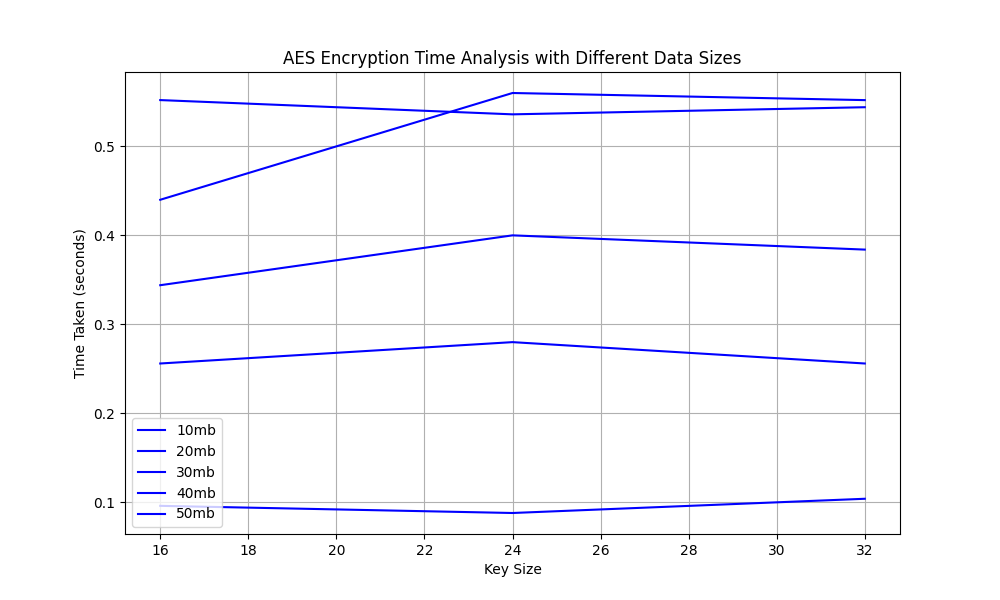 AES Encryption Time Analysis with Different Data Sizes
Time Taken (seconds)
0.5
0.4
0.3
0.2
0.1
10mb
20mb
30mb
40mb
50mb
16 18 20 22 24 26 28 30 32
Key Size